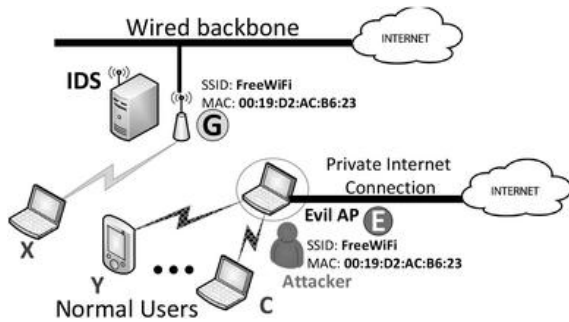 Wired backbone
INTERNET
IDS
SSID: FreeWiFi
MAC: 00:19:D2:AC:B6:23
G
Private Internet
Connection
INTERNET
X
Evil AP E
SSID: FreeWiFi
MAC: 00:19:D2:AC:B6:23
Attacker
Y
C
Normal Users